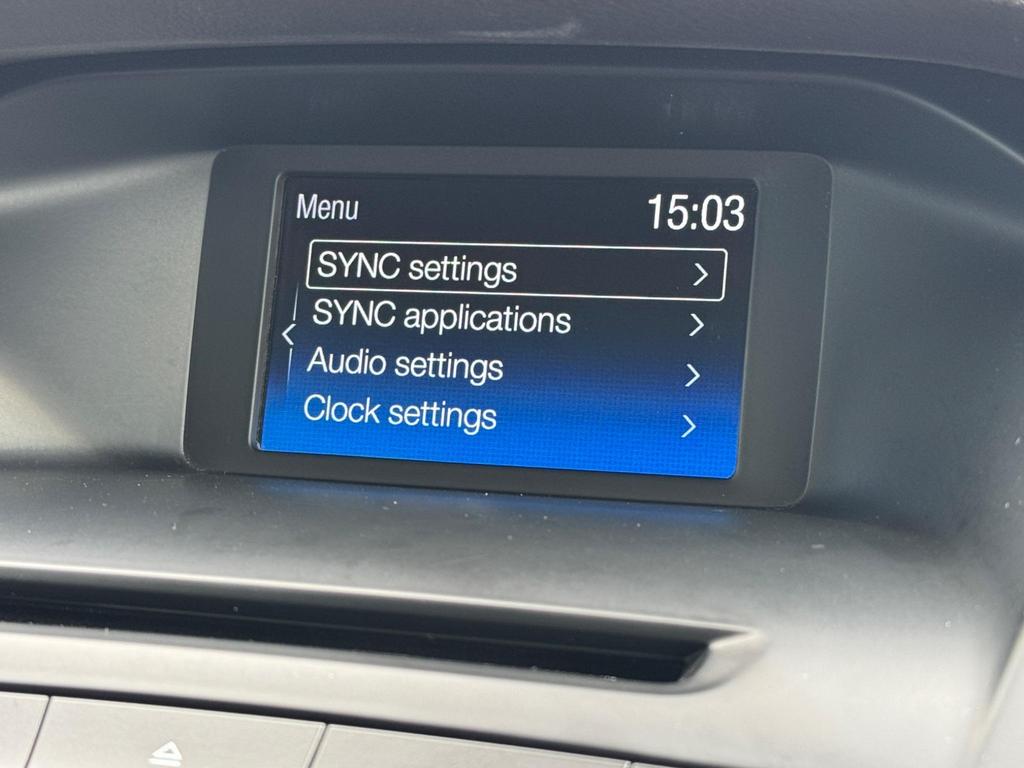 Menu 15:03
SYNC settings
SYNC applications
Audio settings
Clock settings